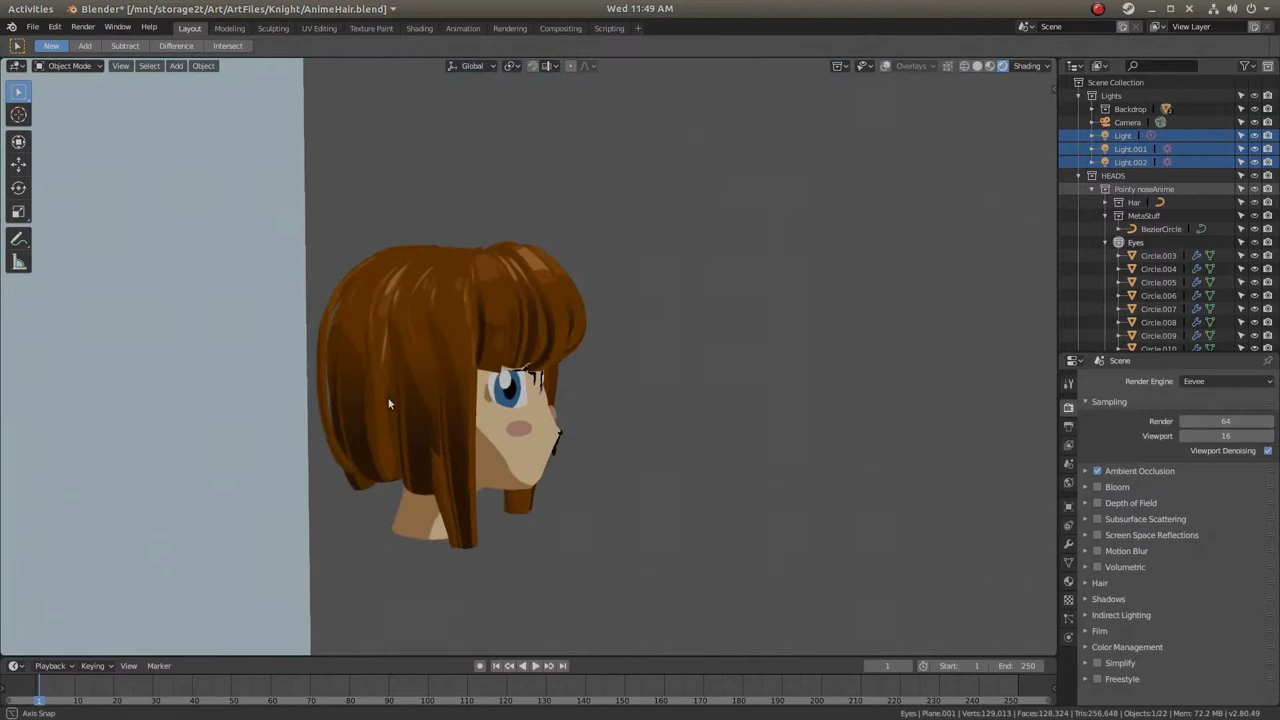 Activities Blender* [/mnt/storage2t/Art/ArtFiles/Knight/AnimeHair.blend] Wed 11:49 AM
File Edit Render Window Help Layout Modeling Sculpting UV Editing Texture Paint Shading Animation Rendering Compositing Scripting + Scene View Layer
New Add Subtract Difference Intersect
Object Mode View Select Add Object Global Overlays Shading
Scene Collection
Lights
Backdrop
Camera
Light
Light.001
Light.002
HEADS
Pointy noseAnime
Har
MetaStuff
BezierCircle
Eyes
Circle.003
Circle.004
Circle.005
Circle.006
Circle.007
Circle.008
Circle.009
Circle.010
Scene
Render Engine Eevee
Sampling
Render 64
Viewport 16
Viewport Denoising
Ambient Occlusion
Bloom
Depth of Field
Subsurface Scattering
Screen Space Reflections
Motion Blur
Volumetric
Hair
Shadows
Indirect Lighting
Film
Color Management
Simplify
Freestyle
Playback Keying View Marker 1 Start: 1 End: 250
1 10 20 30 40 50 60 70 80 90 100 110 120 130 140 150 160 170 180 190 200 210 220 230 240 250
Axis Snap Eyes | Plane.001 | Verts:129,013 | Faces:128,324 | Tris:256,648 | Objects:1/22 | Mem: 72.2 MB | v2.80.49